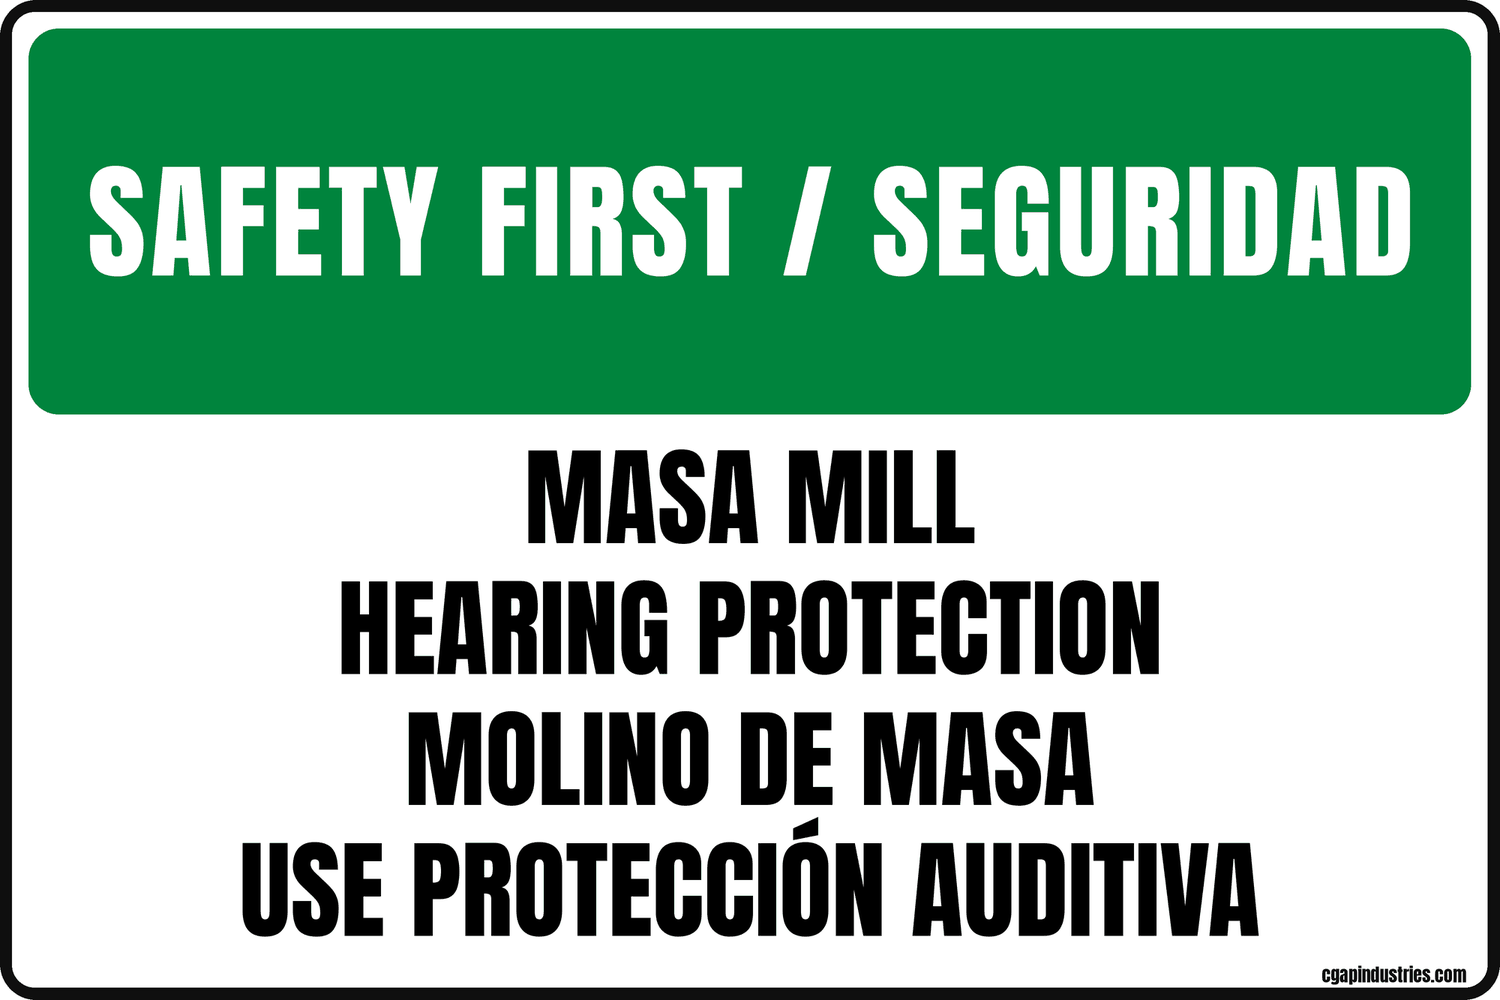 SAFETY FIRST / SEGURIDAD
MASA MILL
HEARING PROTECTION
MOLINO DE MASA
USE PROTECCIÓN AUDITIVA
cgapindustries.com